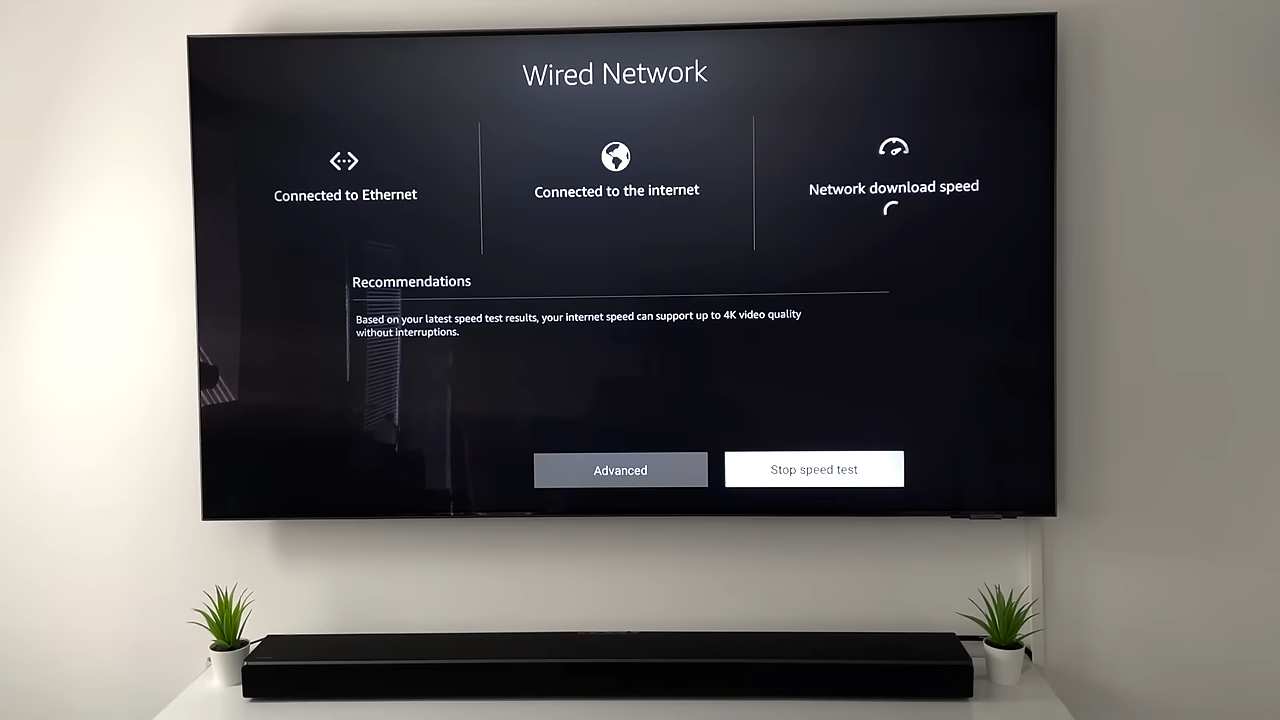 Wired Network
Connected to Ethernet
Connected to the internet
Network download speed
Recommendations
Based on your latest speed test results, your internet speed can support up to 4K video quality
without interruptions.
Advanced
Stop speed test